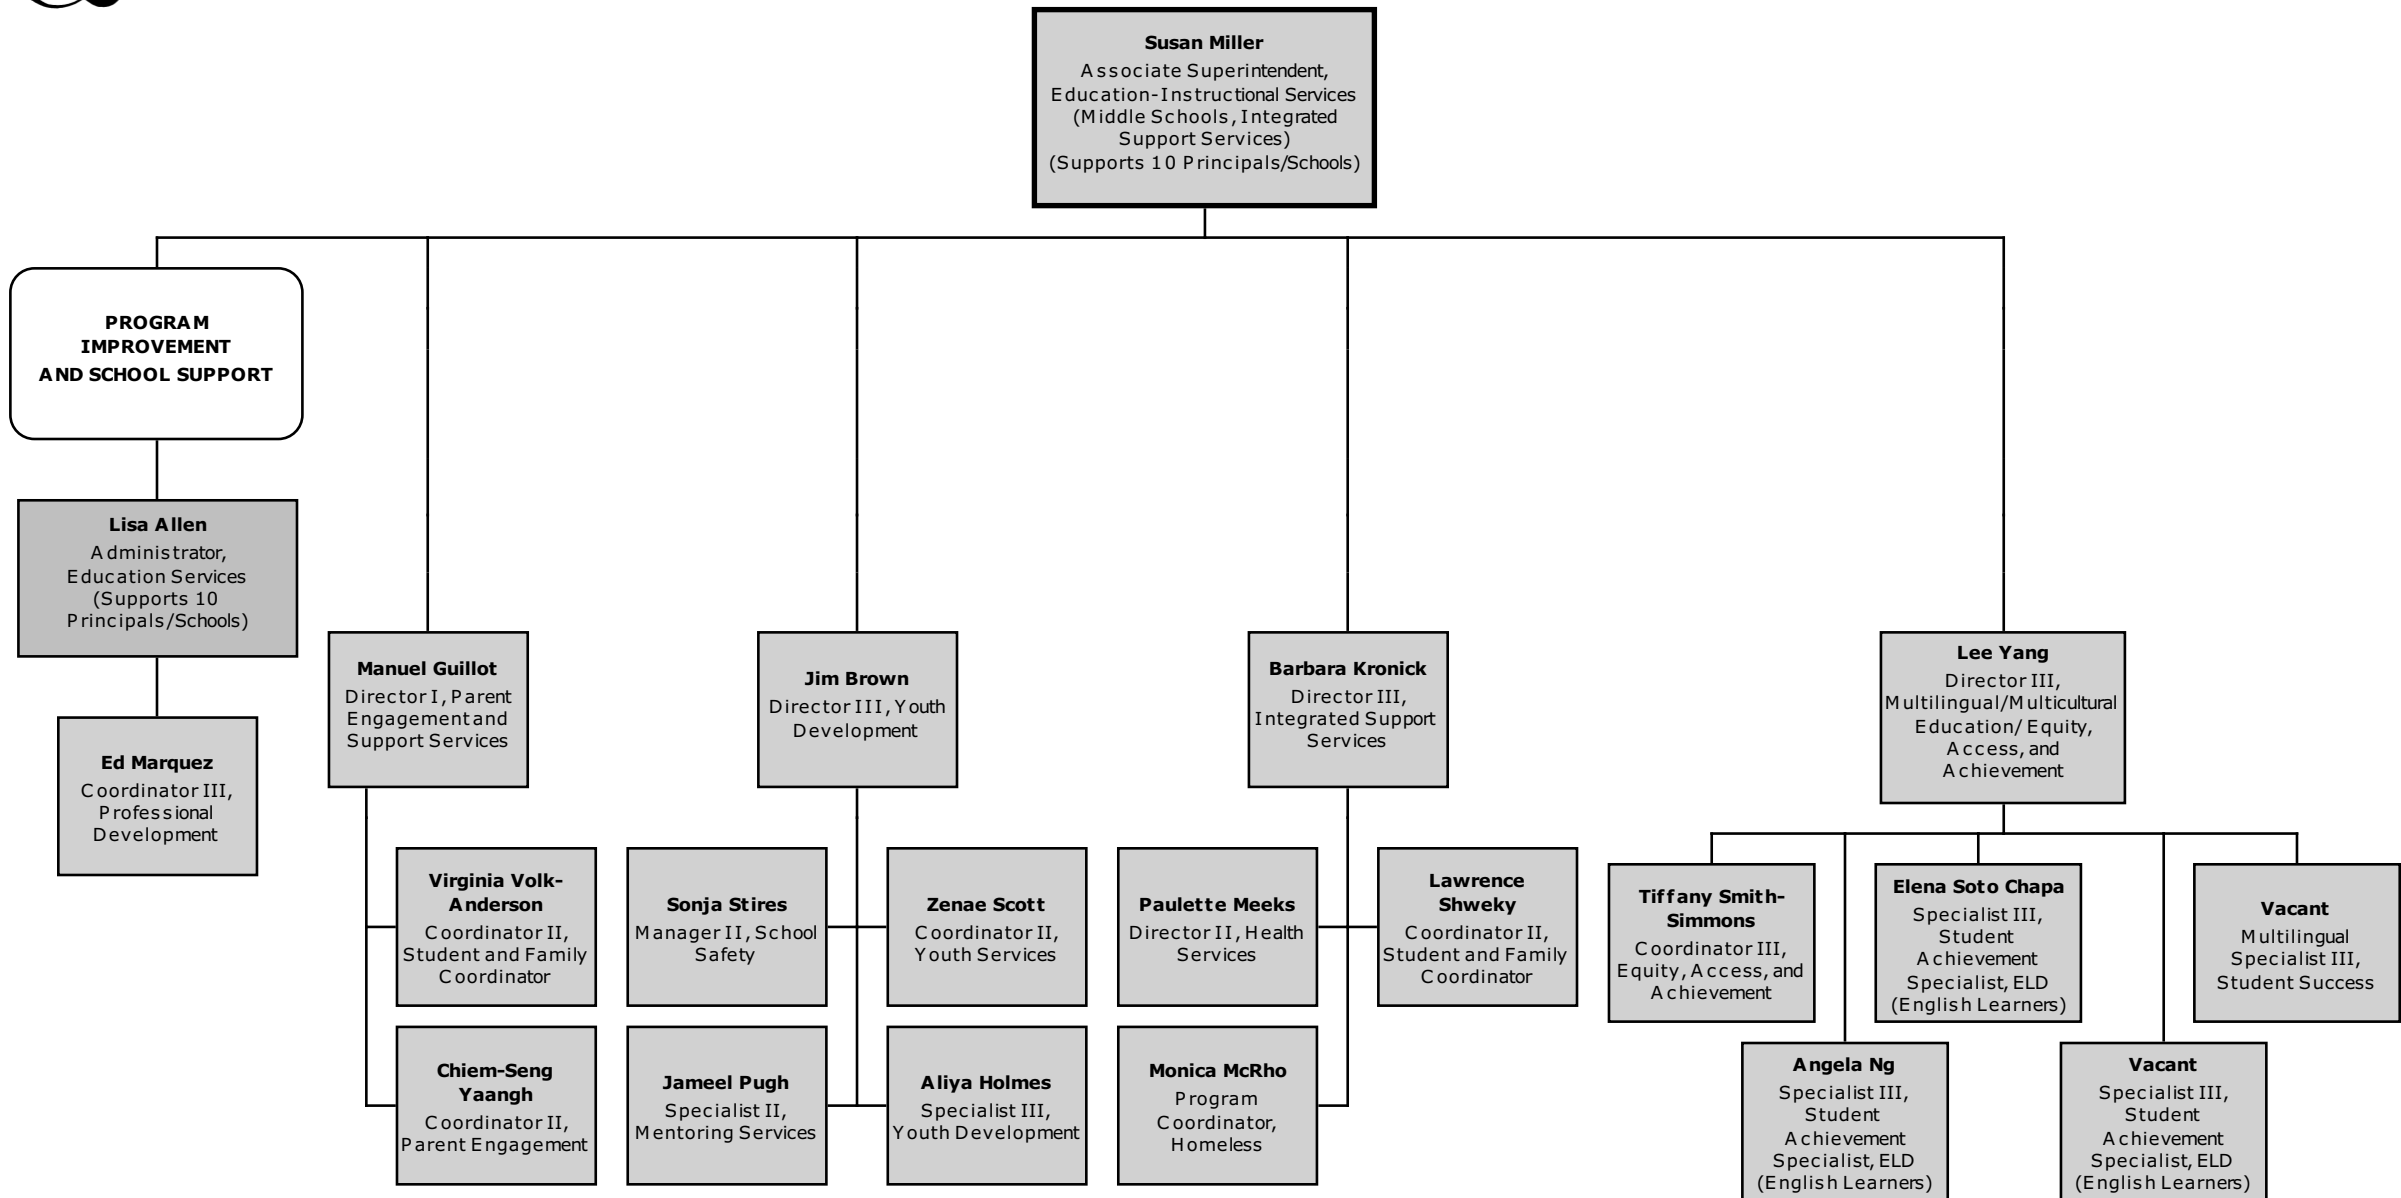 Susan Miller
Associate Superintendent,
Education-Instructional Services
(Middle Schools, Integrated
Support Services)
(Supports 10 Principals/Schools)
PROGRAM
IMPROVEMENT
AND SCHOOL SUPPORT
Lisa Allen
Administrator,
Education Services
(Supports 10
Principals/Schools)
Ed Marquez
Coordinator III,
Professional
Development
Manuel Guillot
Director I, Parent
Engagement and
Support Services
Virginia Volk-
Anderson
Coordinator II,
Student and Family
Coordinator
Chiem-Seng
Yaangh
Coordinator II,
Parent Engagement
Jim Brown
Director III, Youth
Development
Sonja Stires
Manager II, School
Safety
Zenae Scott
Coordinator II,
Youth Services
Jameel Pugh
Specialist II,
Mentoring Services
Aliya Holmes
Specialist III,
Youth Development
Barbara Kronick
Director III,
Integrated Support
Services
Paulette Meeks
Director II, Health
Services
Lawrence
Shweky
Coordinator II,
Student and Family
Coordinator
Monica McRho
Program
Coordinator,
Homeless
Lee Yang
Director III,
Multilingual/Multicultural
Education/ Equity,
Access, and
Achievement
Tiffany Smith-
Simmons
Coordinator III,
Equity, Access, and
Achievement
Angela Ng
Specialist III,
Student
Achievement
Specialist, ELD
(English Learners)
Elena Soto Chapa
Specialist III,
Student
Achievement
Specialist, ELD
(English Learners)
Vacant
Specialist III,
Student
Achievement
Specialist, ELD
(English Learners)
Vacant
Multilingual
Specialist III,
Student Success